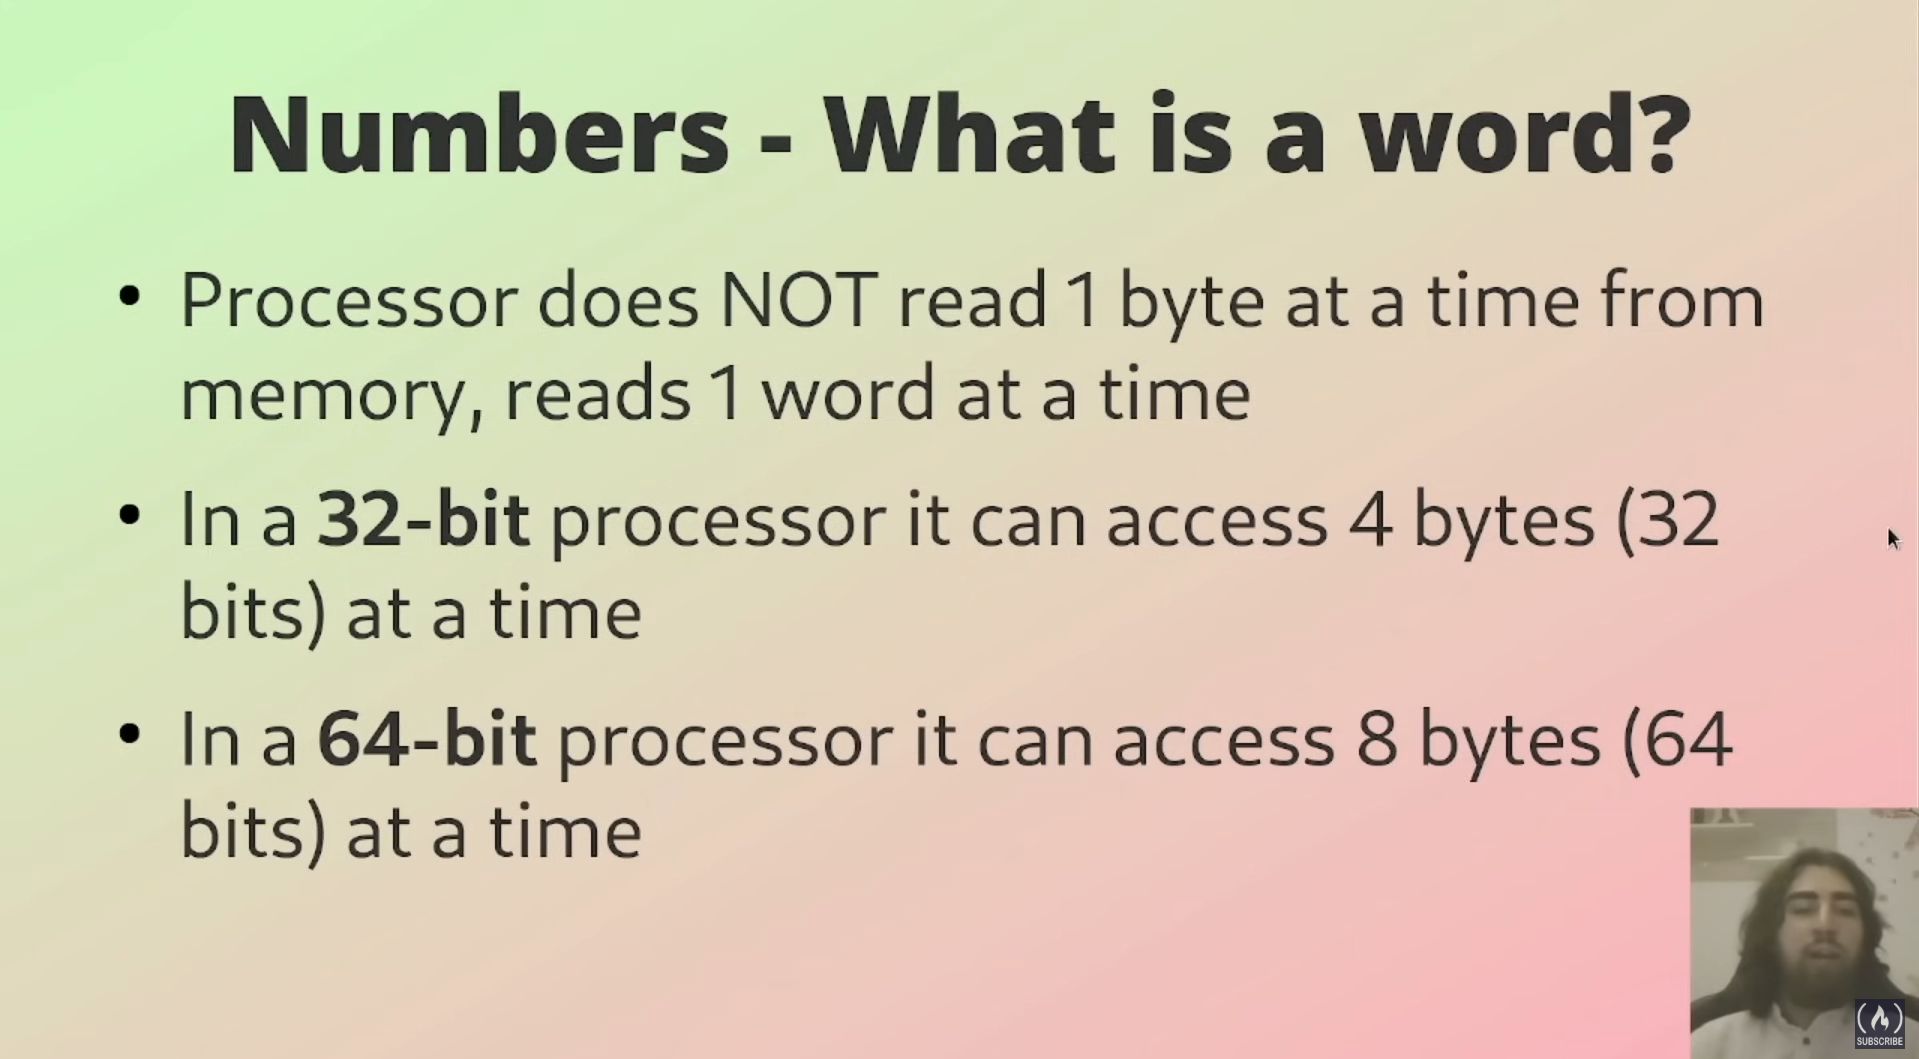 Numbers - What is a word?
• Processor does NOT read 1 byte at a time from
memory, reads 1 word at a time
• In a 32-bit processor it can access 4 bytes (32
bits) at a time
• In a 64-bit processor it can access 8 bytes (64
bits) at a time
SUBSCRIBE